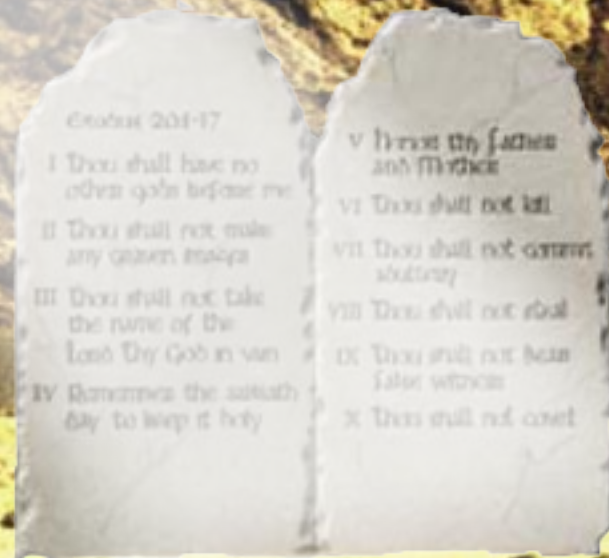 Exodus 20:1-17
I Thou shall have no
other gods before me
II Thou shall not make
any graven images
III Thou shall not take
the name of the
Lord Thy God in vain
IV Remember the sabbath
day to keep it holy
V Honor thy father
and Mother
VI Thou shall not kill
VII Thou shall not commit
adultery
VIII Thou shall not steal
IX Thou shall not bear
false witness
X Thou shall not covet